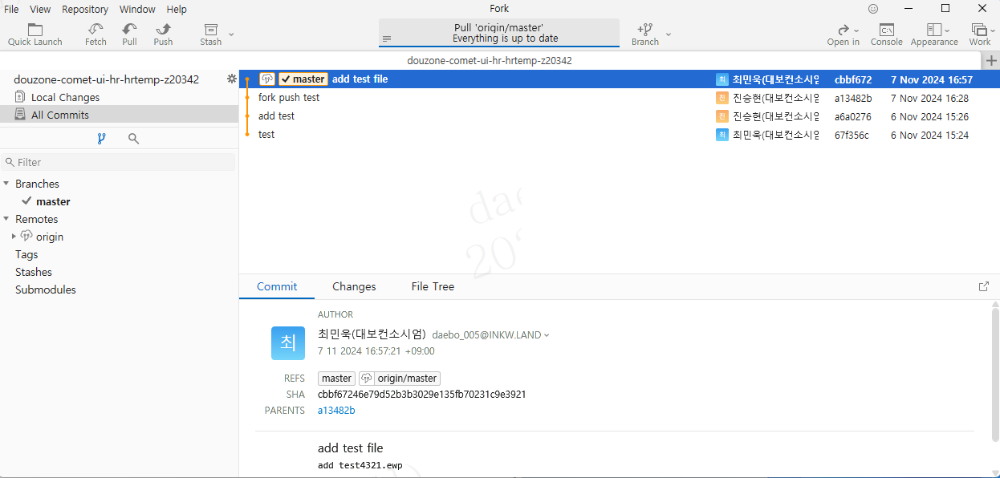 File View Repository Window Help
Fork
Quick Launch
Fetch
Pull
Push
Stash
Pull 'origin/master'
Everything is up to date
Branch
Open in
Console
Appearance
Work
douzone-comet-ui-hr-hrtemp-z20342
douzone-comet-ui-hr-hrtemp-z20342
Local Changes
All Commits
Filter
Branches
master
Remotes
origin
Tags
Stashes
Submodules
master add test file 최 최민욱(대보컨소시엄 cbbf672 7 Nov 2024 16:57
fork push test 진 진승현(대보컨소시엄 a13482b 7 Nov 2024 16:28
add test 진 진승현(대보컨소시엄 a6a0276 6 Nov 2024 15:26
test 최 최민욱(대보컨소시엄 67f356c 6 Nov 2024 15:24
Commit Changes File Tree
AUTHOR
최
최민욱(대보컨소시엄) daebo_005@INKW.LAND
7 11 2024 16:57:21 +09:00
REFS master origin/master
SHA cbbf67246e79d52b3b3029e135fb70231c9e3921
PARENTS a13482b
add test file
add test4321.ewp